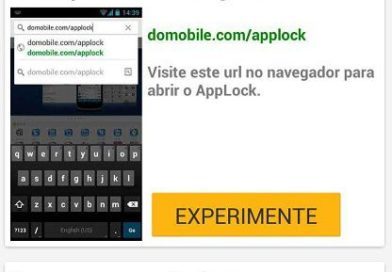 14:39
domobile.com/applock
domobile.com/applock
domobile.com/applock
domobile.com/applock
q w e r t y u i o p
a s d f g h j k l
z x c v b n m
?123 / English (US) . Go
domobile.com/applock
Visite este url no navegador para
abrir o AppLock.
EXPERIMENTE